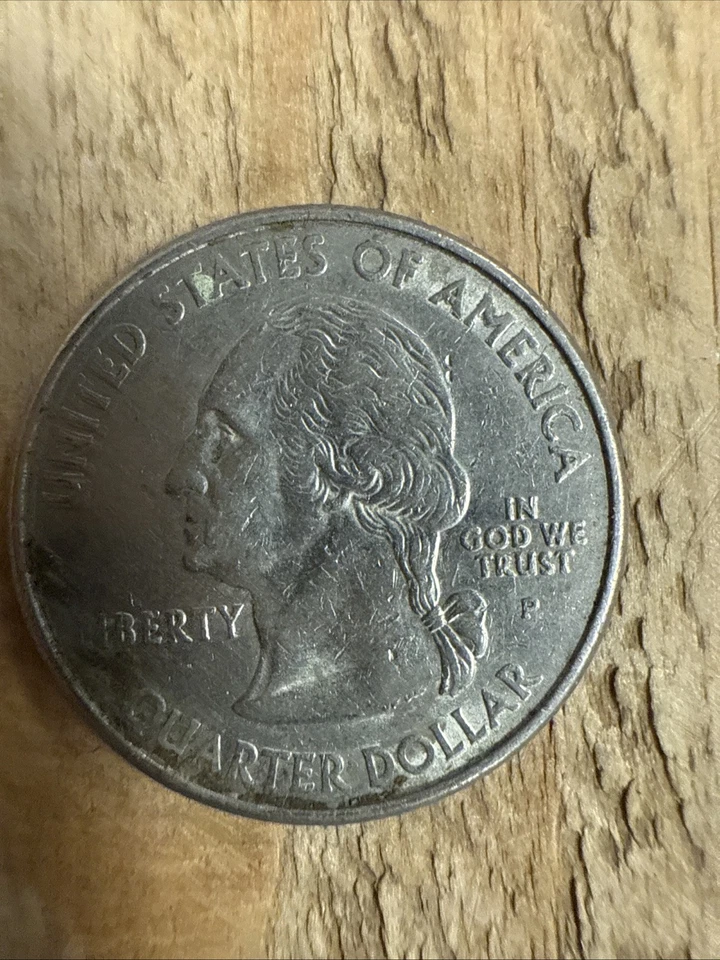 UNITED STATES OF AMERICA
LIBERTY
IN
GOD WE
TRUST
P
QUARTER DOLLAR